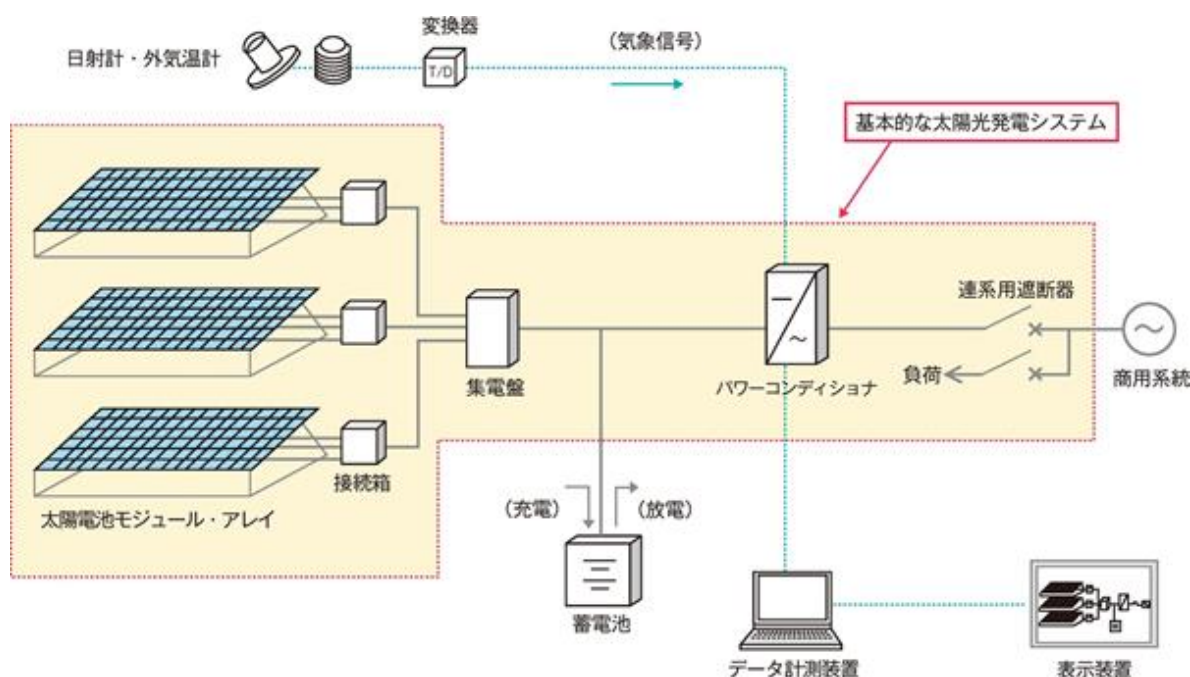 変換器
日射計・外気温計
T/D
(気象信号)
基本的な太陽光発電システム
連系用遮断器
集電盤
パワーコンディショナ
負荷
商用系統
接続箱
太陽電池モジュール・アレイ
(充電)
(放電)
蓄電池
データ計測装置
表示装置